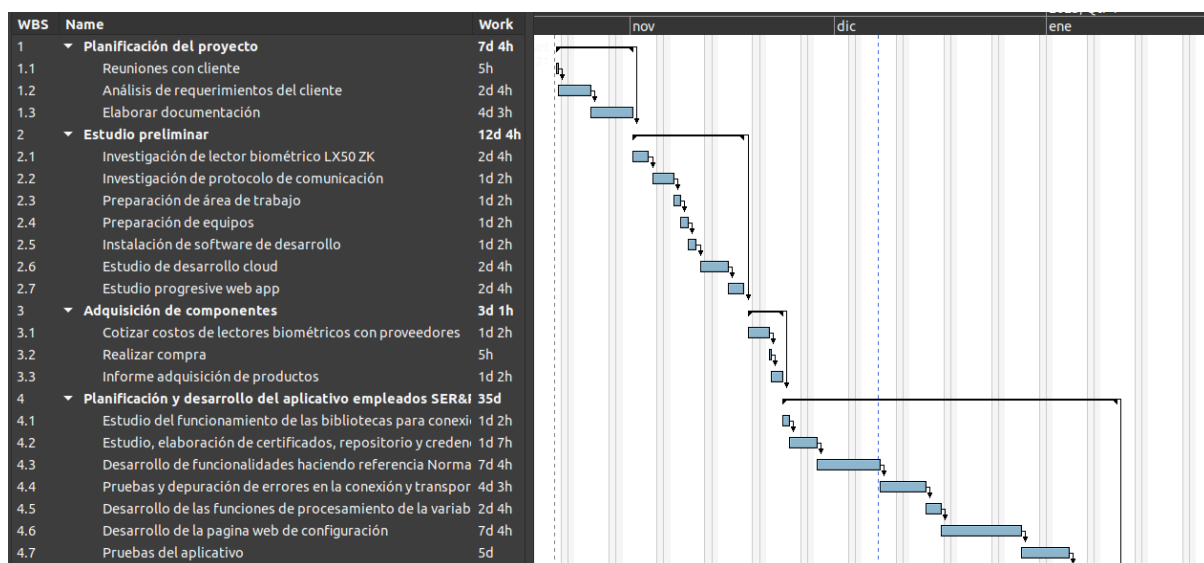 WBS Name Work nov dic ene
1 Planificación del proyecto 7d 4h
1.1 Reuniones con cliente 5h
1.2 Análisis de requerimientos del cliente 2d 4h
1.3 Elaborar documentación 4d 3h
2 Estudio preliminar 12d 4h
2.1 Investigación de lector biométrico LX50 ZK 2d 4h
2.2 Investigación de protocolo de comunicación 1d 2h
2.3 Preparación de área de trabajo 1d 2h
2.4 Preparación de equipos 1d 2h
2.5 Instalación de software de desarrollo 1d 2h
2.6 Estudio de desarrollo cloud 2d 4h
2.7 Estudio progresive web app 2d 4h
3 Adquisición de componentes 3d 1h
3.1 Cotizar costos de lectores biométricos con proveedores 1d 2h
3.2 Realizar compra 5h
3.3 Informe adquisición de productos 1d 2h
4 Planificación y desarrollo del aplicativo empleados 35d
4.1 Estudio del funcionamiento de las bibliotecas para conexi 1d 2h
4.2 Estudio, elaboración de certificados, repositorio y creden 1d 7h
4.3 Desarrollo de funcionalidades haciendo referencia Norma 7d 4h
4.4 Pruebas y depuración de errores en la conexión y transpor 4d 3h
4.5 Desarrollo de las funciones de procesamiento de la variab 2d 4h
4.6 Desarrollo de la pagina web de configuración 7d 4h
4.7 Pruebas del aplicativo 5d